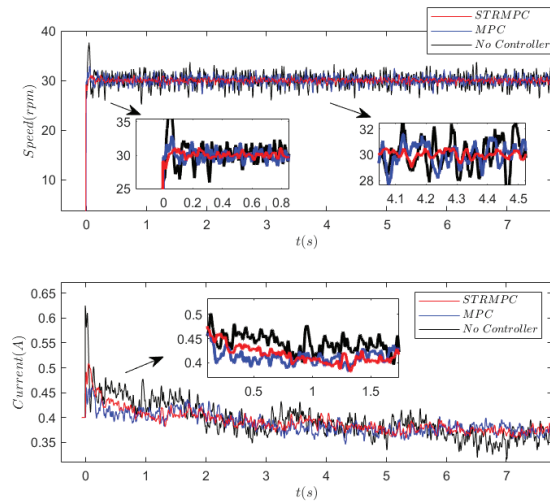 STRMPC
MPC
No Controller
40
30
20
10
Speed(rpm)
30
25
0 0.2 0.4 0.6 0.8
32
30
28
4.1 4.2 4.3 4.4 4.5
0 1 2 3 4 5 6 7
t(s)
STRMPC
MPC
No Controller
0.65
0.6
0.55
0.5
0.45
0.4
0.35
Current(A)
0.5
0.45
0.4
0.5 1 1.5
0 1 2 3 4 5 6 7
t(s)